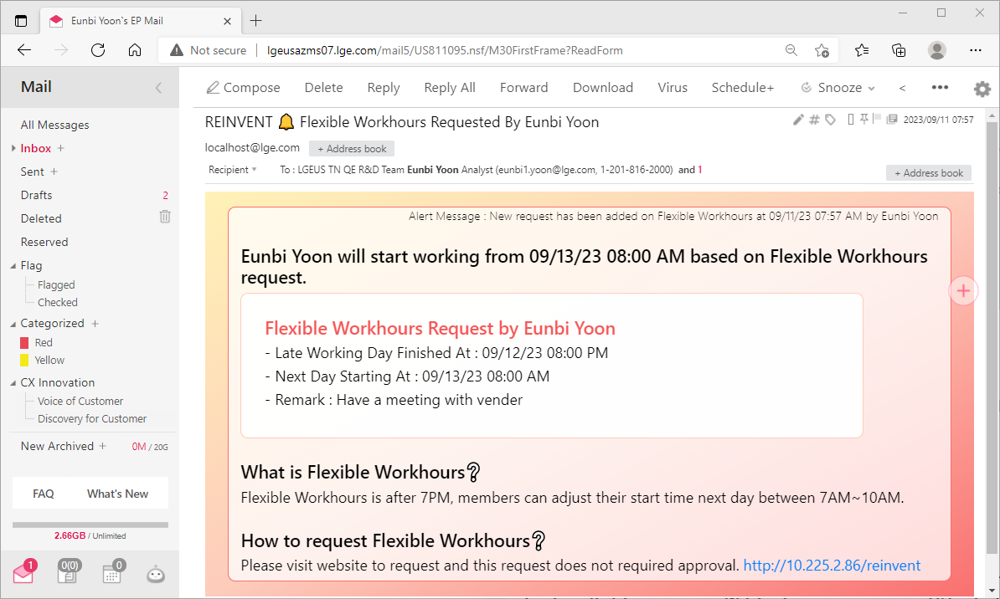 Eunbi Yoon`s EP Mail
Not secure
lgeusazms07.lge.com/mail5/US811095.nsf/M30FirstFrame?ReadForm
Mail
Compose Delete Reply Reply All Forward Download Virus Schedule+ Snooze < •••
All Messages
Inbox +
Sent +
Drafts 2
Deleted
Reserved
Flag
Flagged
Checked
Categorized +
Red
Yellow
CX Innovation
Voice of Customer
Discovery for Customer
New Archived + 0M / 20G
FAQ What's New
2.66GB / Unlimited
1 0(0) 0
REINVENT 🔔 Flexible Workhours Requested By Eunbi Yoon
2023/09/11 07:57
localhost@lge.com + Address book
Recipient To : LGEUS TN QE R&D Team Eunbi Yoon Analyst (eunbi1.yoon@lge.com, 1-201-816-2000) and 1
+ Address book
Alert Message : New request has been added on Flexible Workhours at 09/11/23 07:57 AM by Eunbi Yoon
Eunbi Yoon will start working from 09/13/23 08:00 AM based on Flexible Workhours
request.
Flexible Workhours Request by Eunbi Yoon
- Late Working Day Finished At : 09/12/23 08:00 PM
- Next Day Starting At : 09/13/23 08:00 AM
- Remark : Have a meeting with vender
What is Flexible Workhours❔
Flexible Workhours is after 7PM, members can adjust their start time next day between 7AM~10AM.
How to request Flexible Workhours❔
Please visit website to request and this request does not required approval. http://10.225.2.86/reinvent